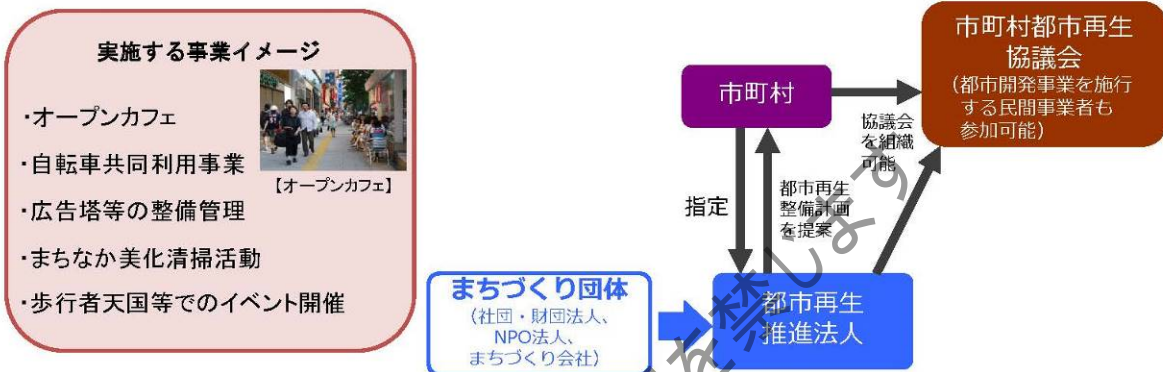 実施する事業イメージ
・オープンカフェ
・自転車共同利用事業
【オープンカフェ】
・広告塔等の整備管理
・まちなか美化清掃活動
・歩行者天国等でのイベント開催
市町村
市町村都市再生
協議会
(都市開発事業を施行
する民間事業者も
参加可能)
協議会
を組織
可能
指定
都市再生
整備計画
を提案
まちづくり団体
(社団・財団法人、
NPO法人、
まちづくり会社)
都市再生
推進法人
を禁じます